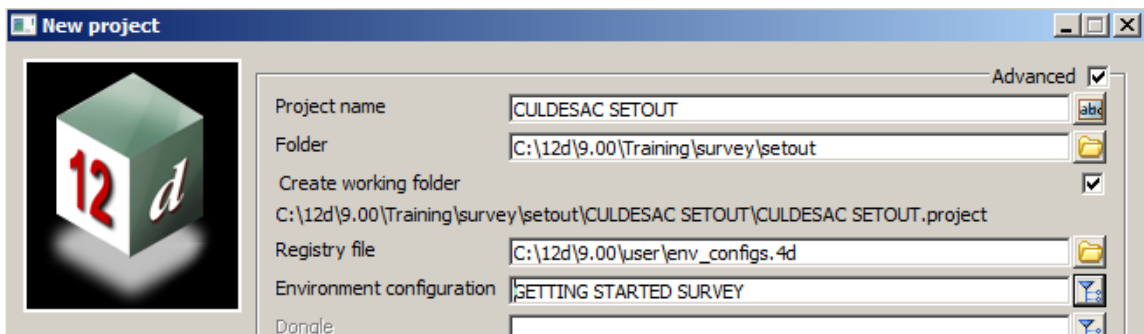 New project
Advanced
Project name CULDESAC SETOUT abc
Folder C:\12d\9.00\Training\survey\setout
Create working folder
C:\12d\9.00\Training\survey\setout\CULDESAC SETOUT\CULDESAC SETOUT.project
Registry file C:\12d\9.00\user\env_configs.4d
Environment configuration GETTING STARTED SURVEY
Dongle
12 d